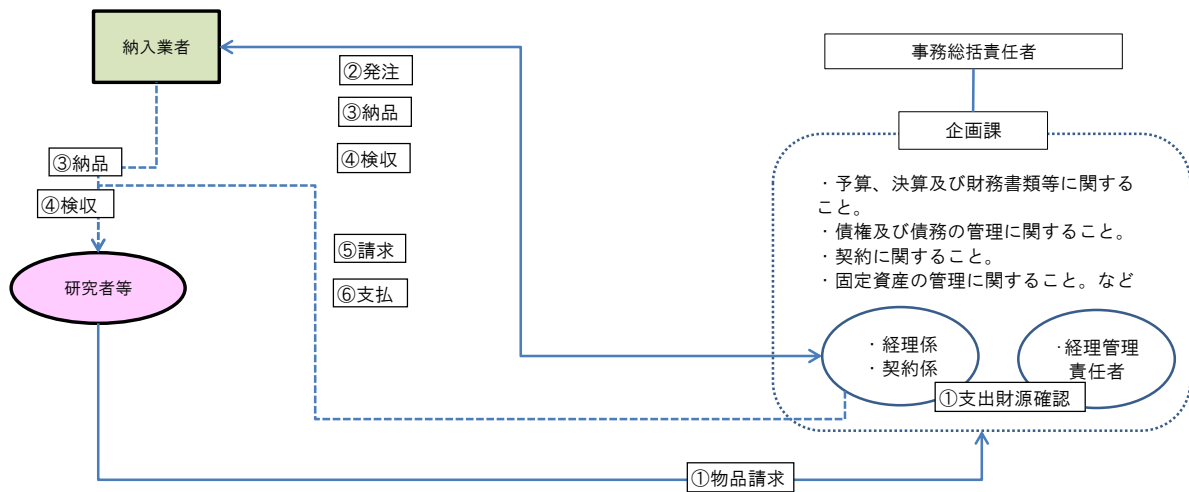 納入業者
②発注
③納品
④検収
事務総括責任者
企画課
③納品
④検収
・予算、決算及び財務書類等に関する
こと。
・債権及び債務の管理に関すること。
・契約に関すること。
・固定資産の管理に関すること。など
⑤請求
⑥支払
研究者等
・経理係
・契約係
・経理管理
責任者
①支出財源確認
①物品請求